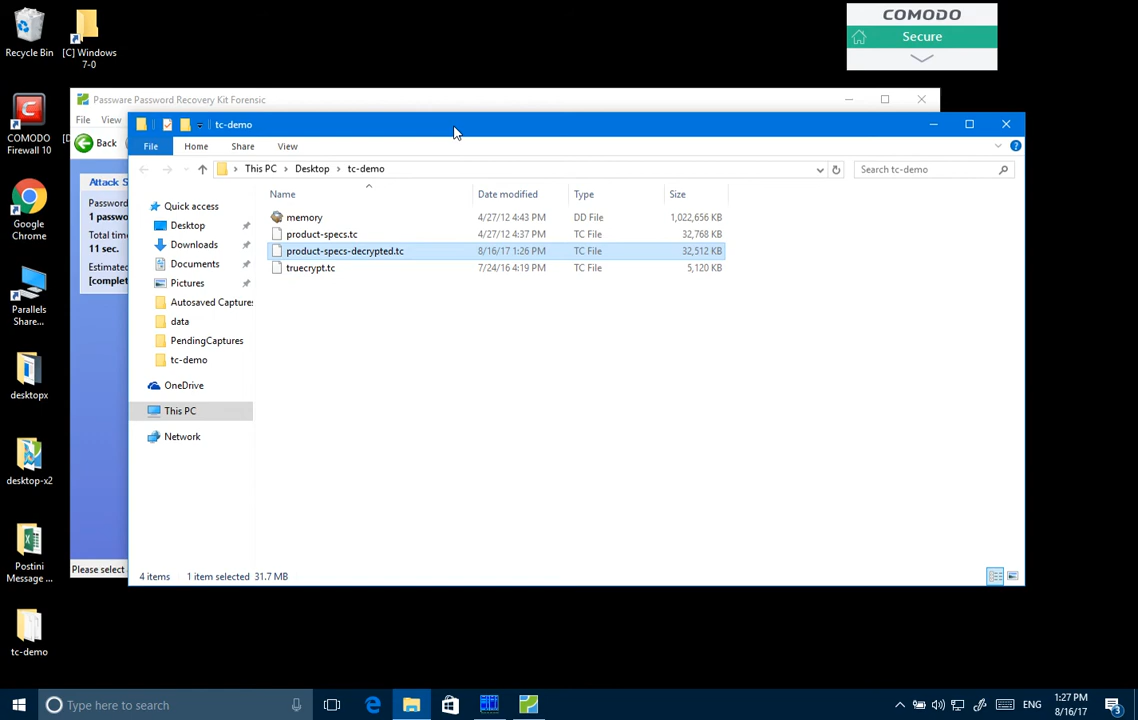 Recycle Bin
[C] Windows
7-0
COMODO
Secure
COMODO
Firewall 10
Google
Chrome
Parallels
Share...
desktopx
desktop-x2
Postini
Message ...
tc-demo
Passware Password Recovery Kit Forensic
File View
Back
Attack S
Password
1 passwo
Total time
11 sec.
Estimated
[complet
Please select
tc-demo
File Home Share View
This PC > Desktop > tc-demo
Search tc-demo
Name Date modified Type Size
memory 4/27/12 4:43 PM DD File 1,022,656 KB
product-specs.tc 4/27/12 4:37 PM TC File 32,768 KB
product-specs-decrypted.tc 8/16/17 1:26 PM TC File 32,512 KB
truecrypt.tc 7/24/16 4:19 PM TC File 5,120 KB
Quick access
Desktop
Downloads
Documents
Pictures
Autosaved Captures
data
PendingCaptures
tc-demo
OneDrive
This PC
Network
4 items 1 item selected 31.7 MB
Type here to search
ENG
1:27 PM
8/16/17
3